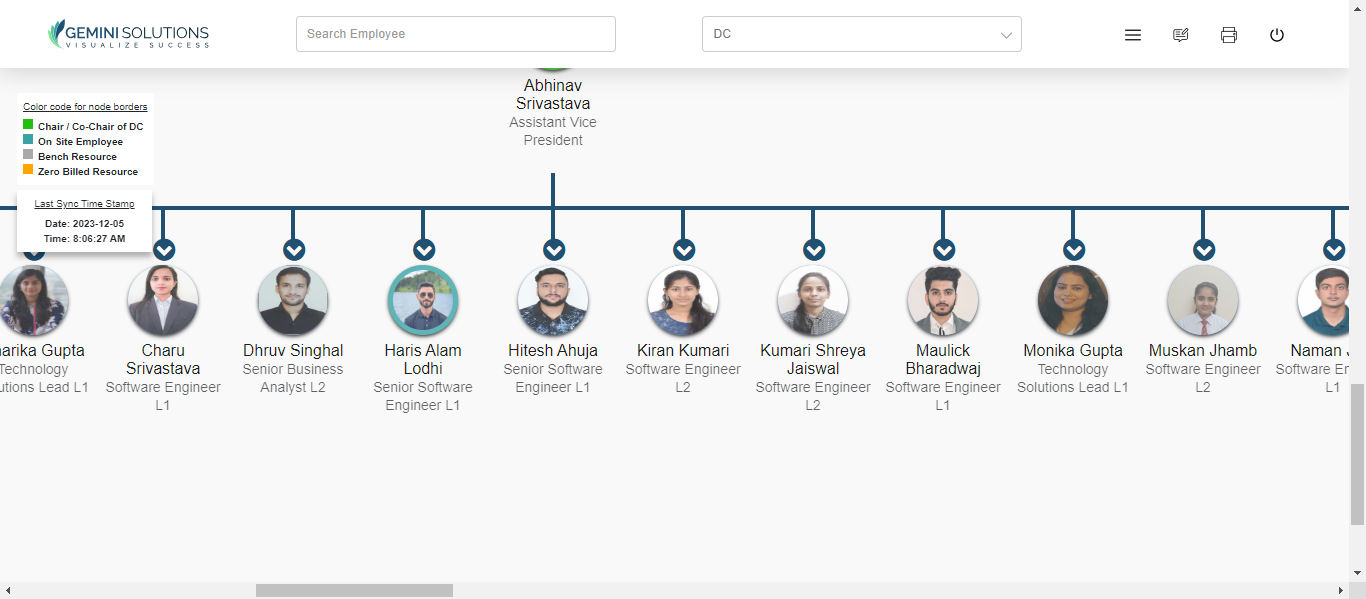 GEMINI SOLUTIONS
VISUALIZE SUCCESS
Search Employee
DC
Abhinav
Srivastava
Assistant Vice
President
Color code for node borders
Chair / Co-Chair of DC
On Site Employee
Bench Resource
Zero Billed Resource
Last Sync Time Stamp
Date: 2023-12-05
Time: 8:06:27 AM
arika Gupta
Technology
utions Lead L1
Charu
Srivastava
Software Engineer
L1
Dhruv Singhal
Senior Business
Analyst L2
Haris Alam
Lodhi
Senior Software
Engineer L1
Hitesh Ahuja
Senior Software
Engineer L1
Kiran Kumari
Software Engineer
L2
Kumari Shreya
Jaiswal
Software Engineer
L2
Maulick
Bharadwaj
Software Engineer
L1
Monika Gupta
Technology
Solutions Lead L1
Muskan Jhamb
Software Engineer
L2
Naman J
Software En
L1